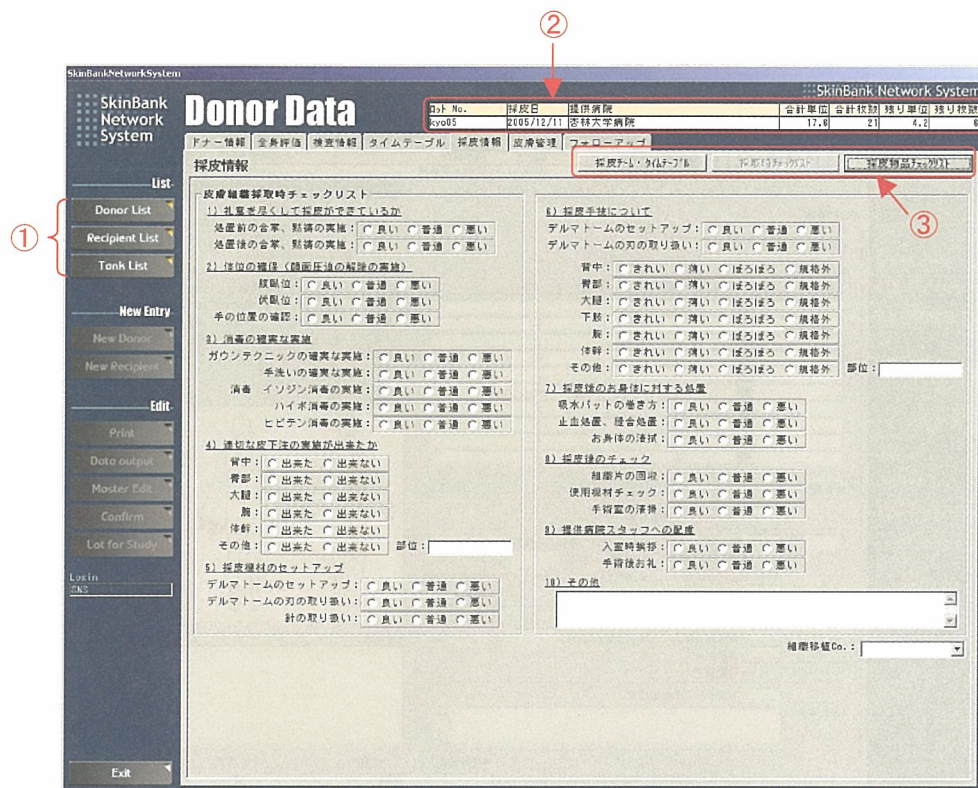 ②
SkinBankNetworkSystem
SkinBank Network System
SkinBank
Network
System
Donor Data
ロット No. 採皮日 提供病院 合計単位 合計枚数 残り単位 残り枚数
kyo05 2005/12/11 杏林大学病院 17.6 21 4.2 6
ドナー情報 全身評価 検査情報 タイムテーブル 採皮情報 皮膚管理 フォローアップ
採皮情報
採皮チーム・タイムテーブル 採取時チェックリスト 採皮物品チェックリスト
③
①
List
Donor List
Recipient List
Tank List
New Entry
New Donor
New Recipient
Edit
Print
Data output
Master Edit
Confirm
Lot for Study
Login
SNS
Exit
皮膚組織採取時チェックリスト
1) 礼意を尽くして採皮ができているか
処置前の合掌、黙祷の実施： 良い 普通 悪い
処置後の合掌、黙祷の実施： 良い 普通 悪い
2) 体位の確保（顔面圧迫の解除の実施）
腹臥位： 良い 普通 悪い
伏臥位： 良い 普通 悪い
手の位置の確認： 良い 普通 悪い
3) 消毒の確実な実施
ガウンテクニックの確実な実施： 良い 普通 悪い
手洗いの確実な実施： 良い 普通 悪い
消毒 イソジン消毒の実施： 良い 普通 悪い
ハイポ消毒の実施： 良い 普通 悪い
ヒビテン消毒の実施： 良い 普通 悪い
4) 適切な皮下注の実施が出来たか
背中： 出来た 出来ない
臀部： 出来た 出来ない
大腿： 出来た 出来ない
腕： 出来た 出来ない
体幹： 出来た 出来ない
その他： 出来た 出来ない 部位：
5) 採皮機材のセットアップ
デルマトームのセットアップ： 良い 普通 悪い
デルマトームの刃の取り扱い： 良い 普通 悪い
針の取り扱い： 良い 普通 悪い
6) 採皮手技について
デルマトームのセットアップ： 良い 普通 悪い
デルマトームの刃の取り扱い： 良い 普通 悪い
背中： きれい 薄い ぼろぼろ 規格外
臀部： きれい 薄い ぼろぼろ 規格外
大腿： きれい 薄い ぼろぼろ 規格外
下肢： きれい 薄い ぼろぼろ 規格外
腕： きれい 薄い ぼろぼろ 規格外
体幹： きれい 薄い ぼろぼろ 規格外
その他： きれい 薄い ぼろぼろ 規格外 部位：
7) 採皮後のお身体に対する処置
吸水パットの巻き方： 良い 普通 悪い
止血処置、縫合処置： 良い 普通 悪い
お身体の清拭： 良い 普通 悪い
8) 採皮後のチェック
組織片の回収： 良い 普通 悪い
使用機材チェック： 良い 普通 悪い
手術室の清掃： 良い 普通 悪い
9) 提供病院スタッフへの配慮
入室時挨拶： 良い 普通 悪い
手術後お礼： 良い 普通 悪い
10) その他
組織移植Co.：